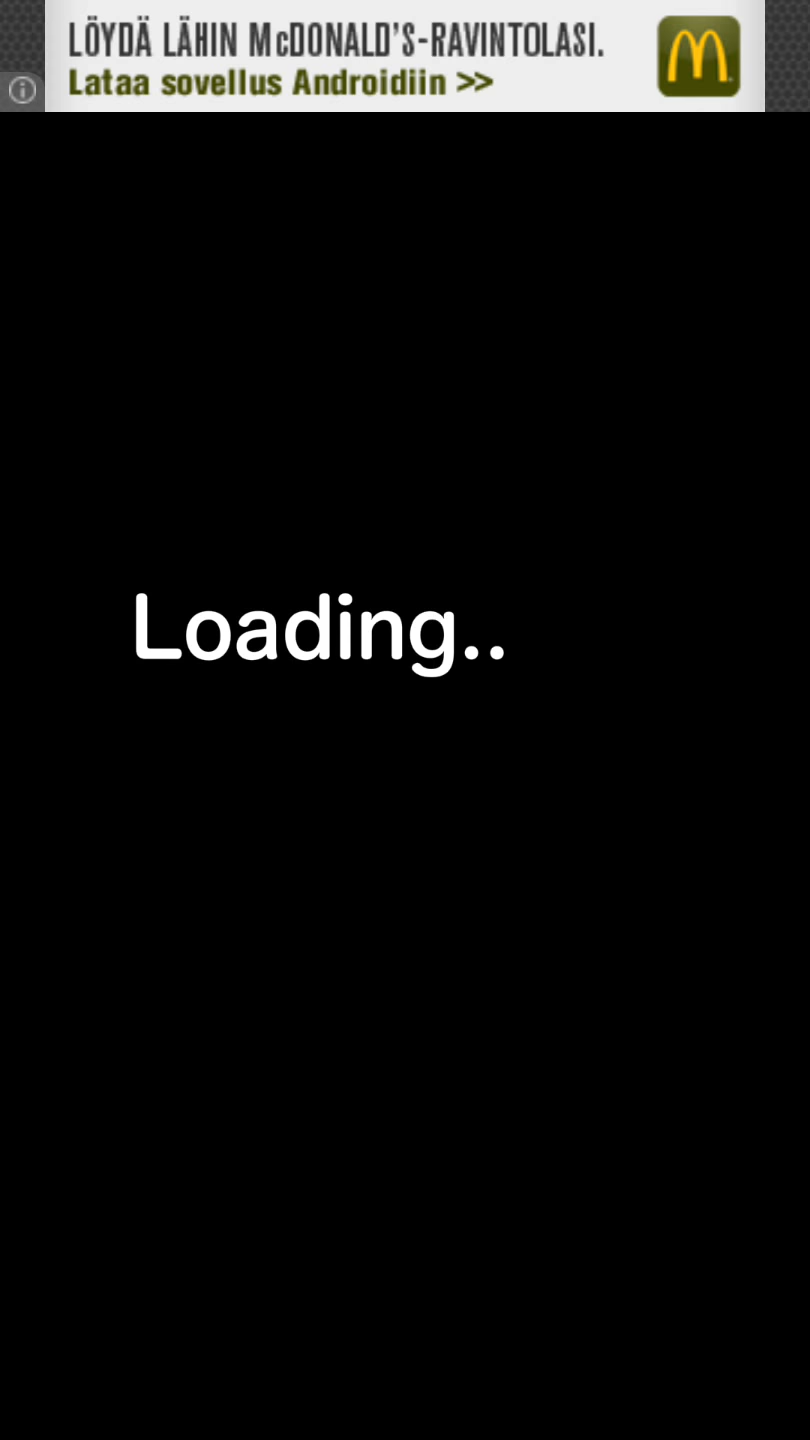 LÖYDÄ LÄHIN McDONALD'S-RAVINTOLASI.
Lataa sovellus Androidiin >>
Loading..